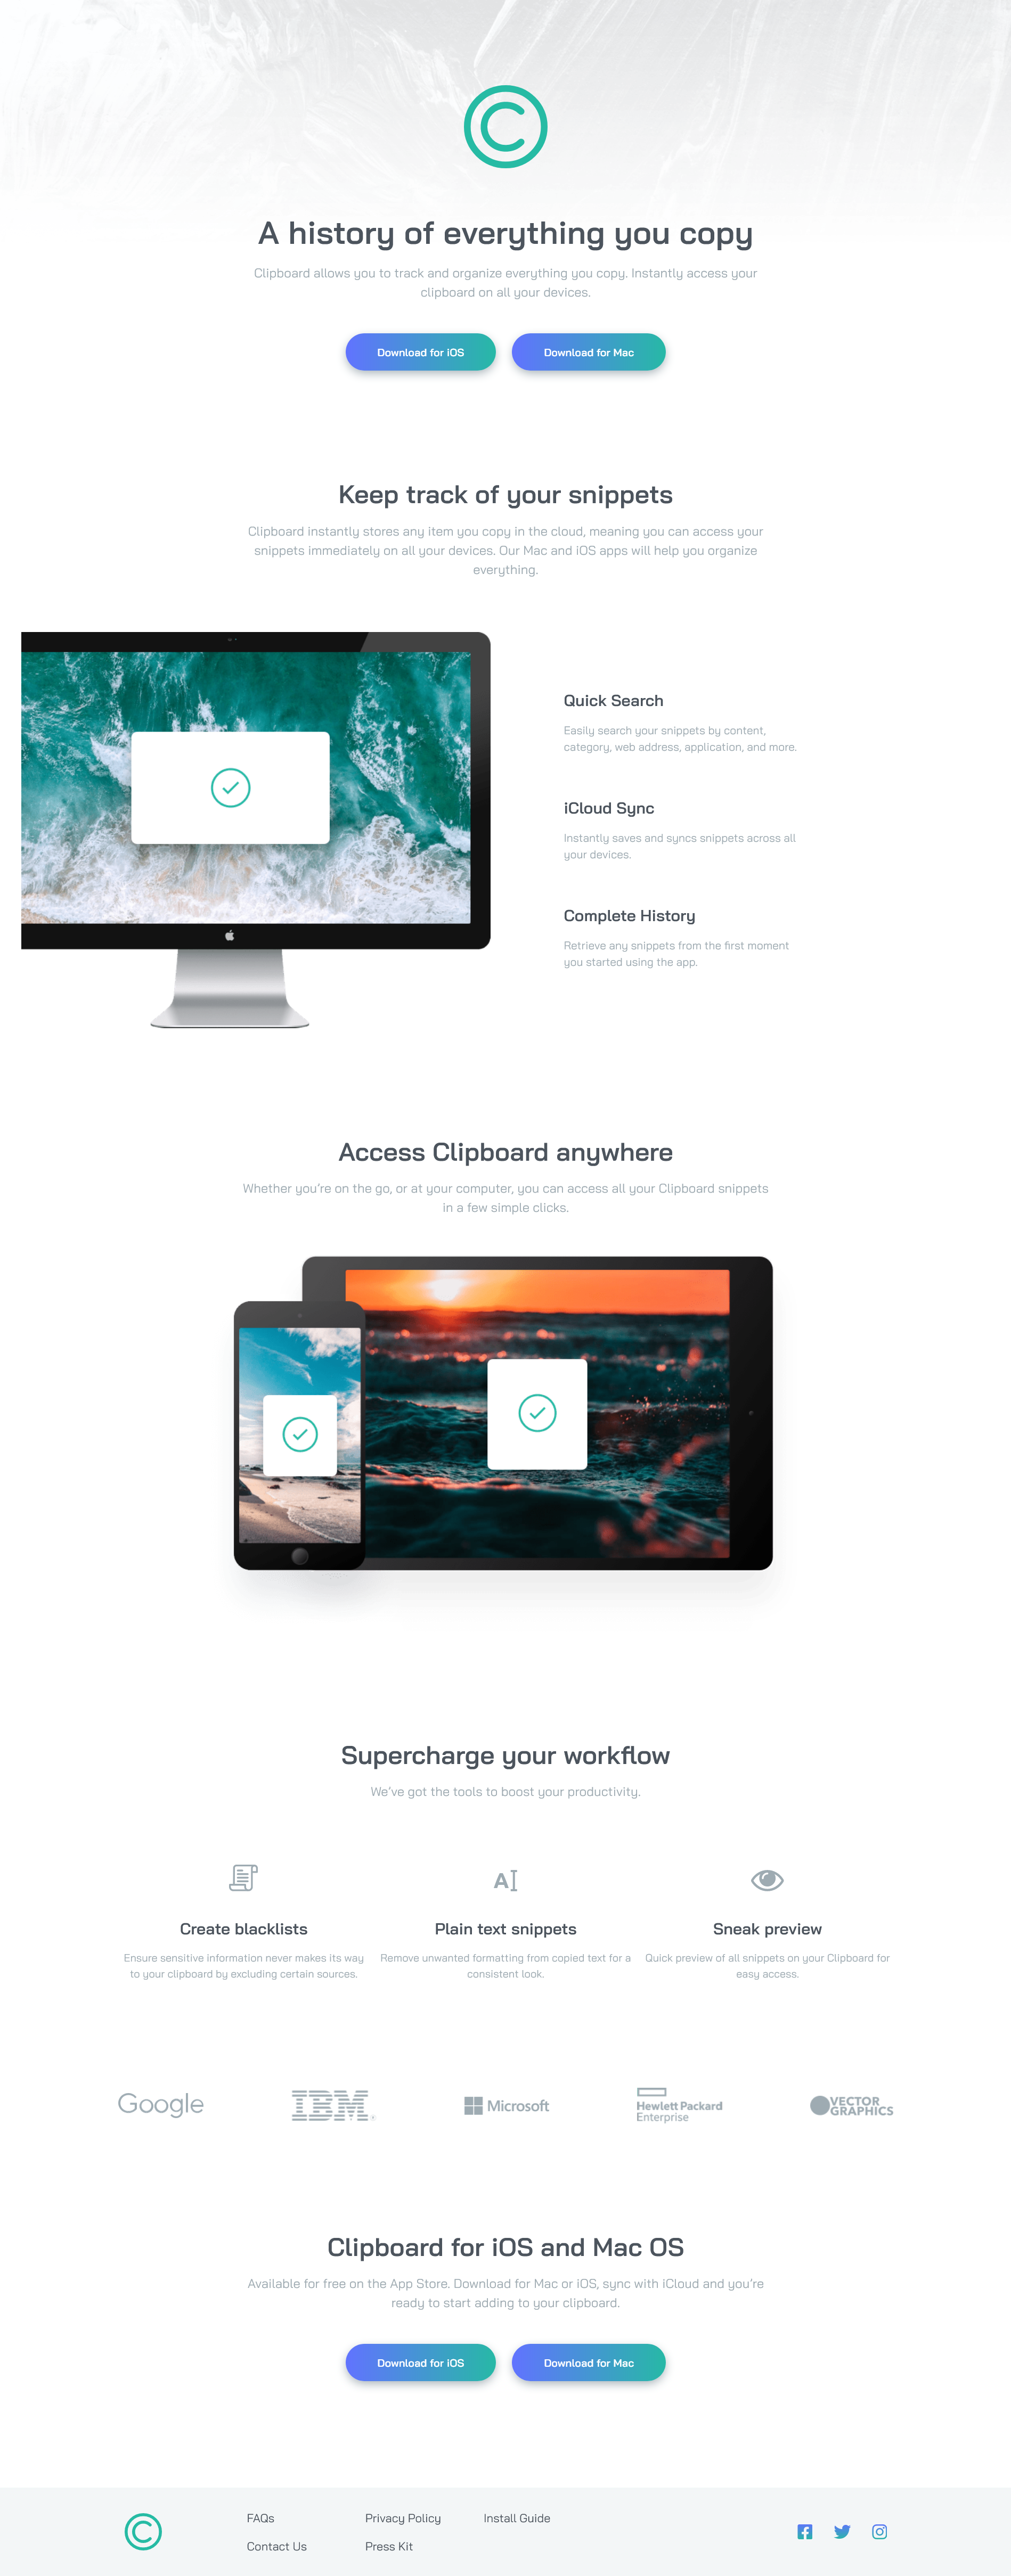 A history of everything you copy
Clipboard allows you to track and organize everything you copy. Instantly access your
clipboard on all your devices.
Download for iOS
Download for Mac
Keep track of your snippets
Clipboard instantly stores any item you copy in the cloud, meaning you can access your
snippets immediately on all your devices. Our Mac and iOS apps will help you organize
everything.
Quick Search
Easily search your snippets by content,
category, web address, application, and more.
iCloud Sync
Instantly saves and syncs snippets across all
your devices.
Complete History
Retrieve any snippets from the first moment
you started using the app.
Access Clipboard anywhere
Whether you’re on the go, or at your computer, you can access all your Clipboard snippets
in a few simple clicks.
Supercharge your workflow
We’ve got the tools to boost your productivity.
A
Create blacklists
Ensure sensitive information never makes its way
to your clipboard by excluding certain sources.
Plain text snippets
Remove unwanted formatting from copied text for a
consistent look.
Sneak preview
Quick preview of all snippets on your Clipboard for
easy access.
Google
IBM
Microsoft
Hewlett Packard
Enterprise
VECTOR
GRAPHICS
Clipboard for iOS and Mac OS
Available for free on the App Store. Download for Mac or iOS, sync with iCloud and you’re
ready to start adding to your clipboard.
Download for iOS
Download for Mac
FAQs
Contact Us
Privacy Policy
Press Kit
Install Guide